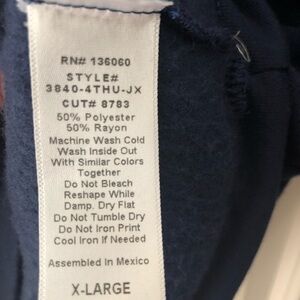 RN# 136060
STYLE#
3840-4THU-JX
CUT# 8783
50% Polyester
50% Rayon
Machine Wash Cold
Wash Inside Out
With Similar Colors
Together
Do Not Bleach
Reshape While
Damp. Dry Flat
Do Not Tumble Dry
Do Not Iron Print
Cool Iron If Needed
Assembled In Mexico
X-LARGE